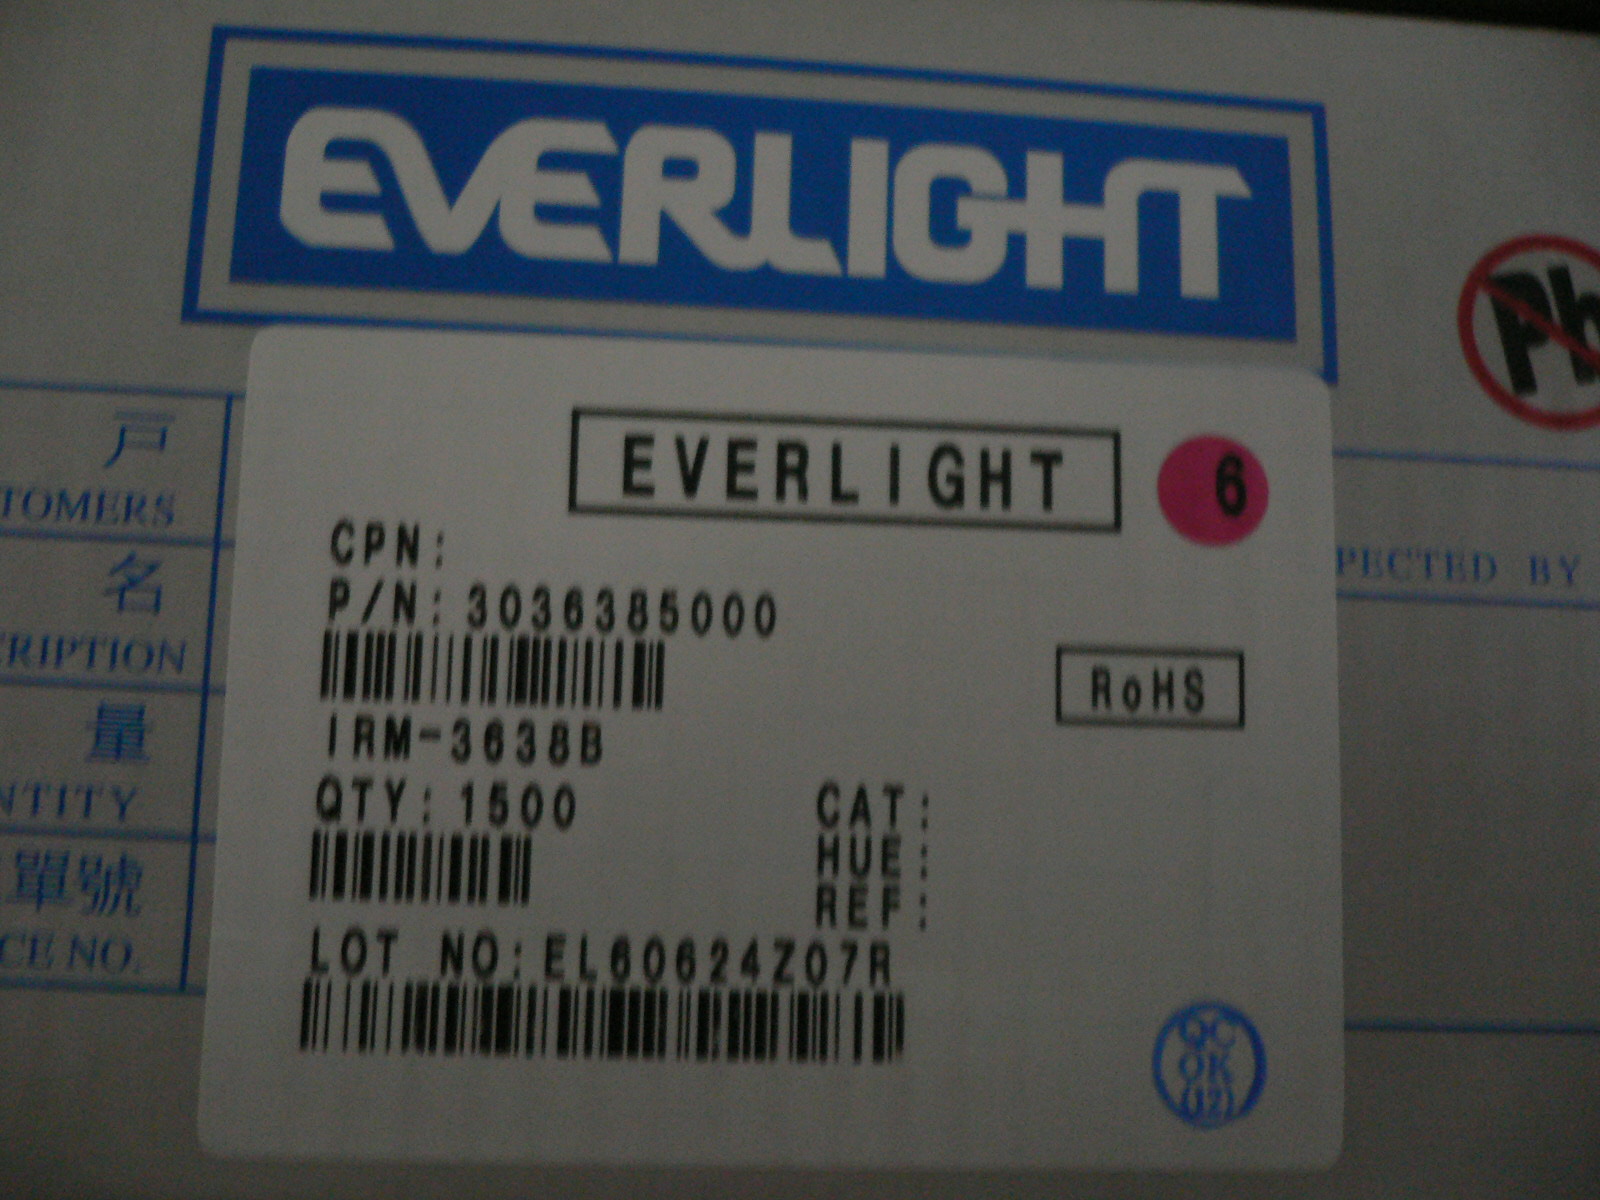 EVERLIGHT
Pb
EVERLIGHT
6
戶
TOMERS
CPN:
PECTED BY
名
P/N: 3036385000
RIPTION
RoHS
量
IRM-3638B
NTITY
QTY: 1500
CAT:
HUE:
單號
REF:
CE NO.
LOT NO: EL60624Z07R
QC
OK